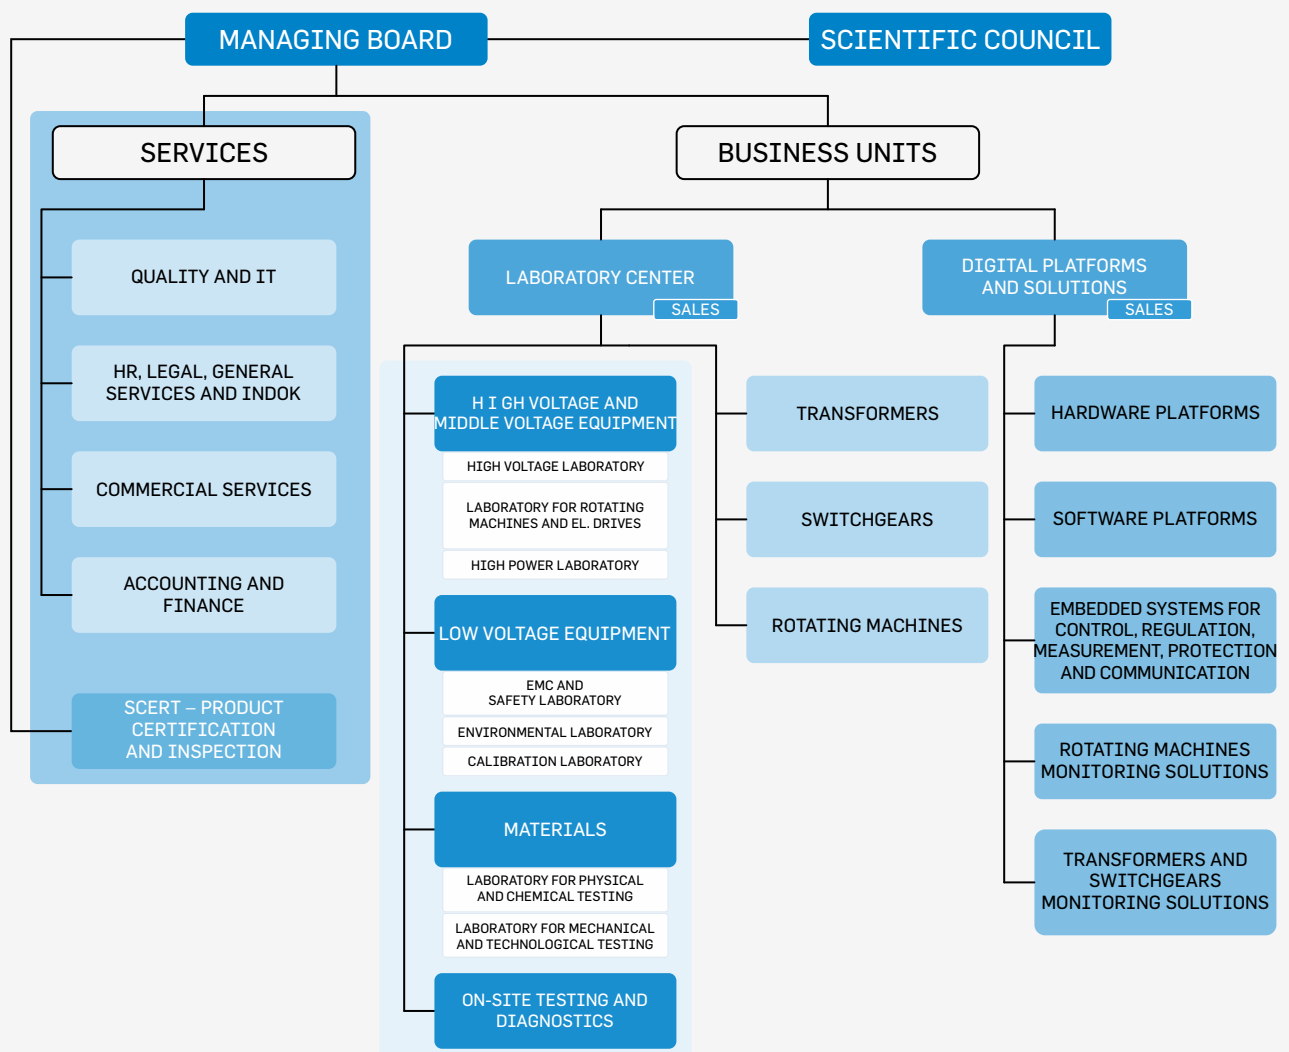 MANAGING BOARD
SCIENTIFIC COUNCIL
SERVICES
BUSINESS UNITS
QUALITY AND IT
HR, LEGAL, GENERAL
SERVICES AND INDOK
COMMERCIAL SERVICES
ACCOUNTING AND
FINANCE
SCERT – PRODUCT
CERTIFICATION
AND INSPECTION
LABORATORY CENTER
SALES
DIGITAL PLATFORMS
AND SOLUTIONS
SALES
H I GH VOLTAGE AND
MIDDLE VOLTAGE EQUIPMENT
HIGH VOLTAGE LABORATORY
LABORATORY FOR ROTATING
MACHINES AND EL. DRIVES
HIGH POWER LABORATORY
LOW VOLTAGE EQUIPMENT
EMC AND
SAFETY LABORATORY
ENVIRONMENTAL LABORATORY
CALIBRATION LABORATORY
MATERIALS
LABORATORY FOR PHYSICAL
AND CHEMICAL TESTING
LABORATORY FOR MECHANICAL
AND TECHNOLOGICAL TESTING
ON-SITE TESTING AND
DIAGNOSTICS
TRANSFORMERS
SWITCHGEARS
ROTATING MACHINES
HARDWARE PLATFORMS
SOFTWARE PLATFORMS
EMBEDDED SYSTEMS FOR
CONTROL, REGULATION,
MEASUREMENT, PROTECTION
AND COMMUNICATION
ROTATING MACHINES
MONITORING SOLUTIONS
TRANSFORMERS AND
SWITCHGEARS
MONITORING SOLUTIONS